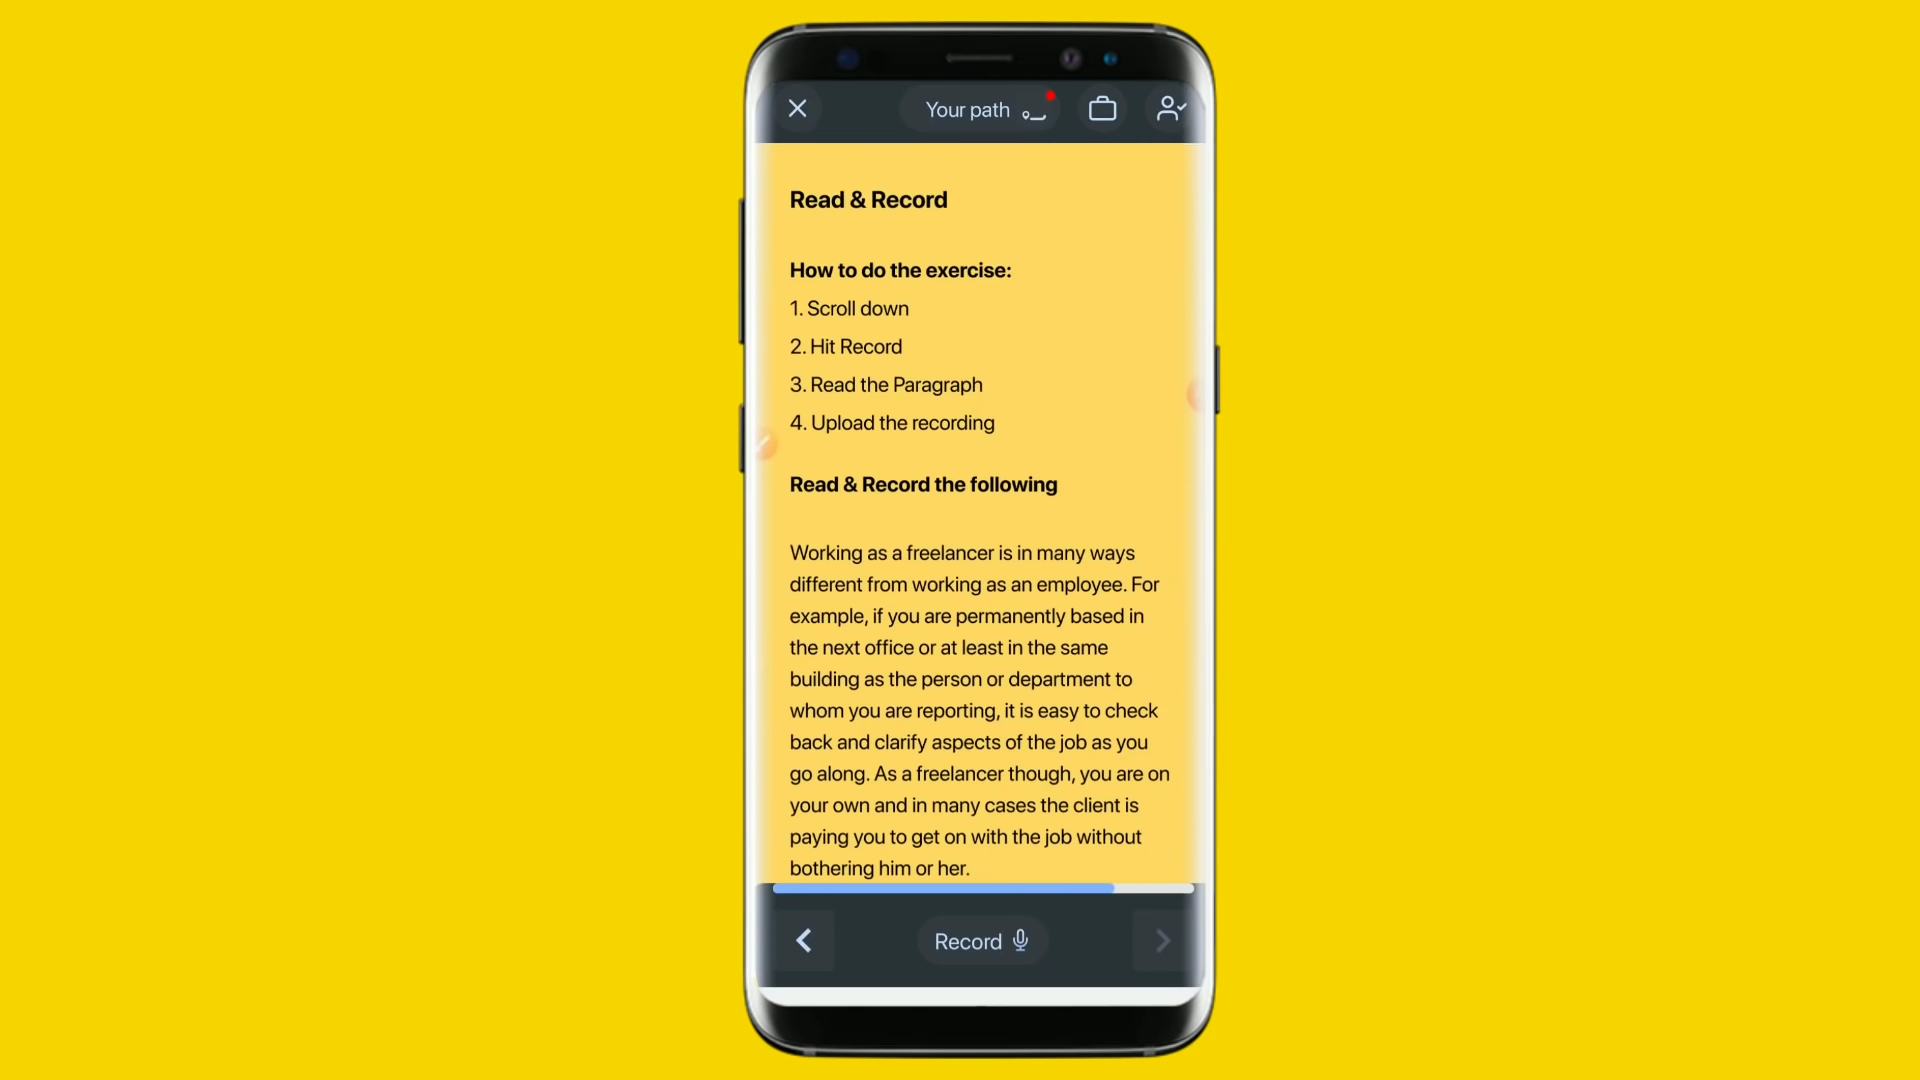 Your path
Read & Record
How to do the exercise:
1. Scroll down
2. Hit Record
3. Read the Paragraph
4. Upload the recording
Read & Record the following
Working as a freelancer is in many ways
different from working as an employee. For
example, if you are permanently based in
the next office or at least in the same
building as the person or department to
whom you are reporting, it is easy to check
back and clarify aspects of the job as you
go along. As a freelancer though, you are on
your own and in many cases the client is
paying you to get on with the job without
bothering him or her.
Record